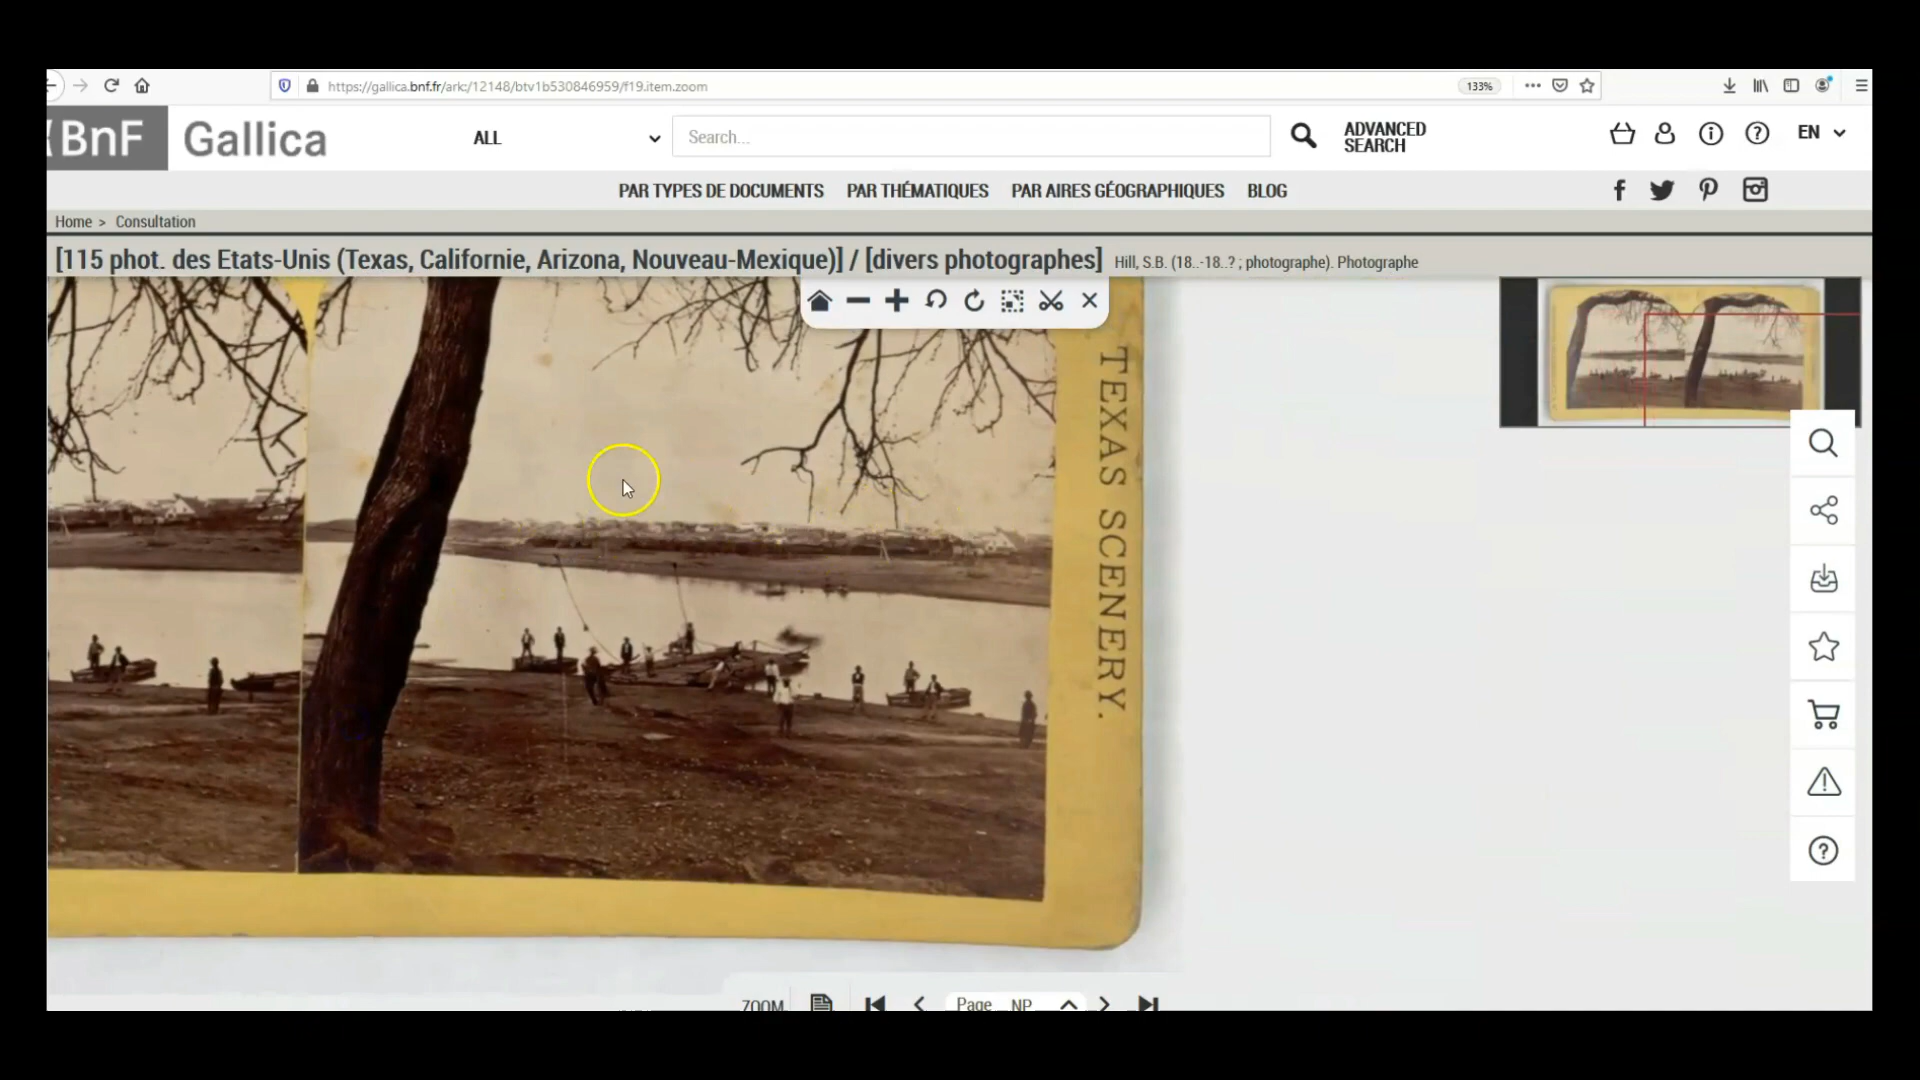 https://gallica.bnf.fr/ark:/12148/btv1b530846959/f19.item.zoom
133%
BnF Gallica
ALL
Search...
ADVANCED
SEARCH
EN
PAR TYPES DE DOCUMENTS PAR THÉMATIQUES PAR AIRES GÉOGRAPHIQUES BLOG
Home > Consultation
[115 phot. des Etats-Unis (Texas, Californie, Arizona, Nouveau-Mexique)] / [divers photographes] Hill, S.B. (18..-18..? ; photographe). Photographe
TEXAS SCENERY.
ZOOM
Page NP